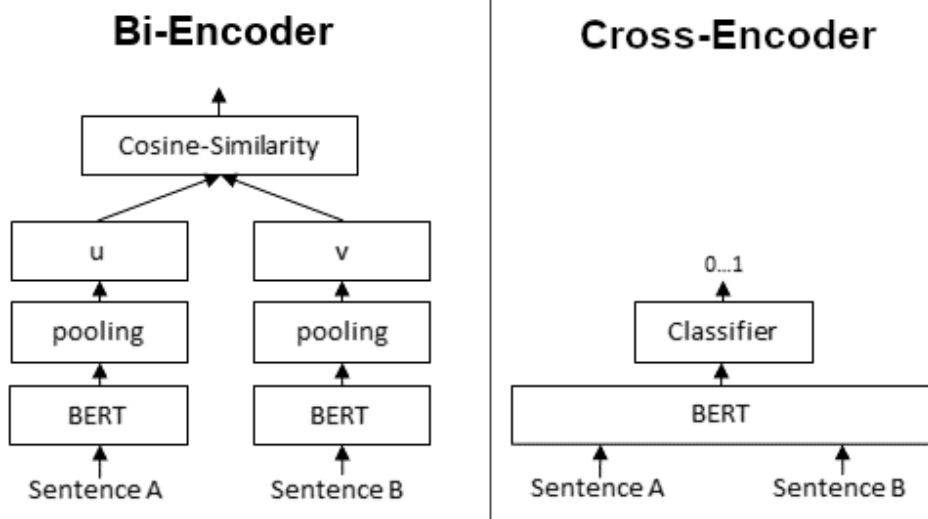 Bi-Encoder
Cosine-Similarity
u v
pooling pooling
BERT BERT
Sentence A Sentence B
Cross-Encoder
0...1
Classifier
BERT
Sentence A Sentence B